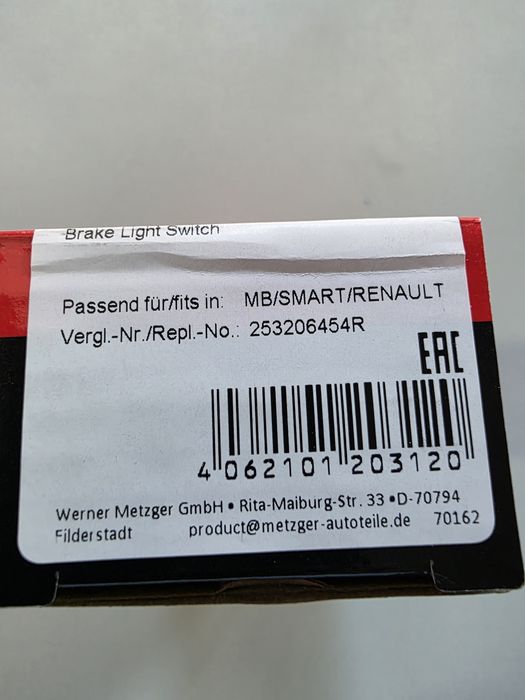 Brake Light Switch
Passend für/fits in: MB/SMART/RENAULT
Vergl.-Nr./Repl.-No.: 253206454R
EAC
4 062101 203120
Werner Metzger GmbH • Rita-Maiburg-Str. 33 •D-70794
Filderstadt product@metzger-autoteile.de 70162